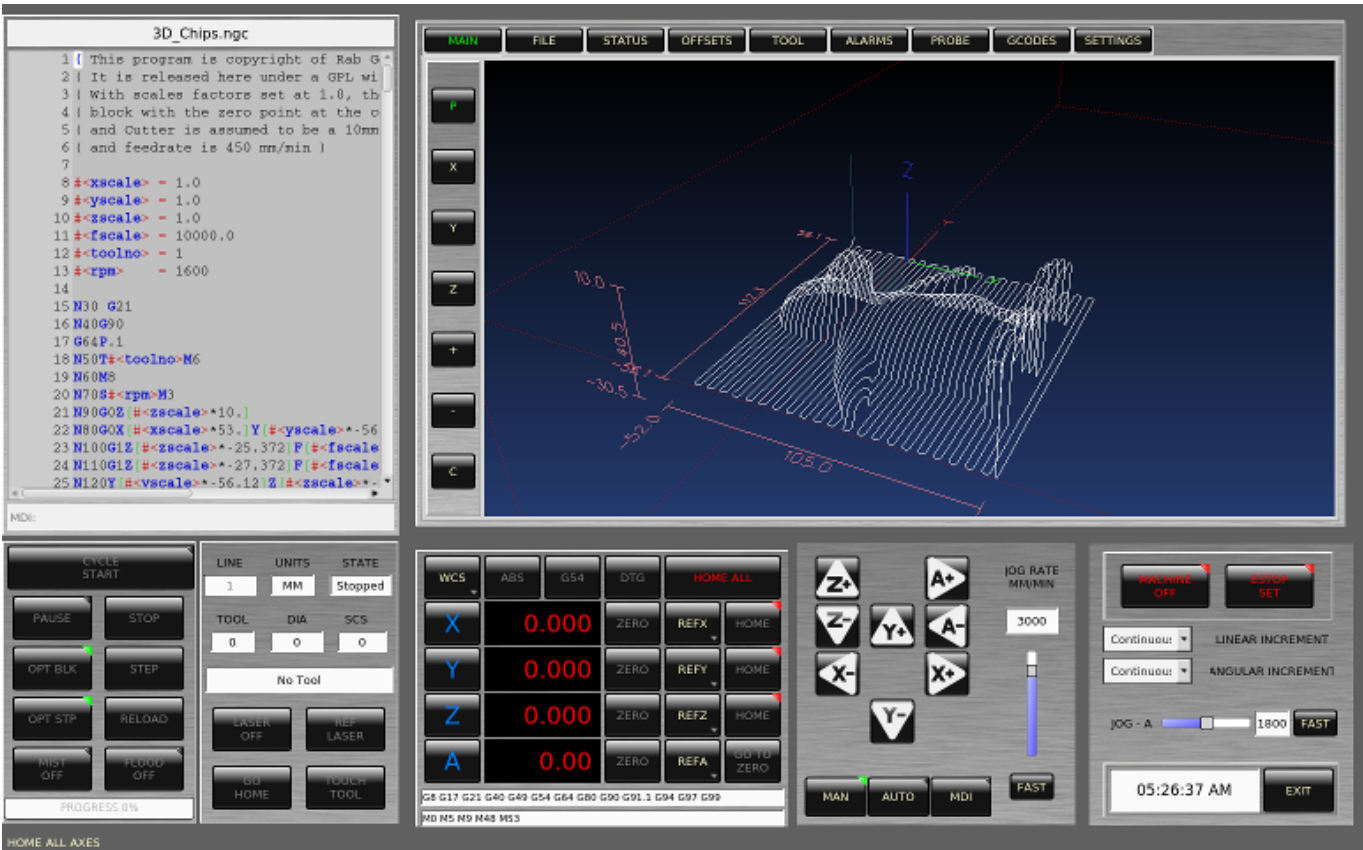 3D_Chips.ngc
1 ( This program is copyright of Rab G
2 ( It is released here under a GPL wi
3 ( With scales factors set at 1.0, th
4 ( block with the zero point at the c
5 ( and Cutter is assumed to be a 10mm
6 ( and feedrate is 450 mm/min )
7
8 #<xscale> = 1.0
9 #<yscale> = 1.0
10 #<zscale> = 1.0
11 #<fscale> = 10000.0
12 #<toolno> = 1
13 #<rpm> = 1600
14
15 N30 G21
16 N40G90
17 G64P.1
18 N50T#<toolno>M6
19 N60M8
20 N70S#<rpm>M3
21 N90G0Z[#<zscale>*10.]
22 N80G0X[#<xscale>*53.]Y[#<yscale>*-56
23 N100G1Z[#<zscale>*-25.372]F[#<fscale
24 N110G1Z[#<zscale>*-27.372]F[#<fscale
25 N120Y[#<yscale>*-56.12]Z[#<zscale>*-
MDI:
MAIN FILE STATUS OFFSETS TOOL ALARMS PROBE GCODES SETTINGS
P
X
Y
Z
+
-
C
Z
Y
56.1
10.0
112.3
40.5
-56.1
-30.5
-52.0
105.0
CYCLE
START
PAUSE STOP
OPT BLK STEP
OPT STP RELOAD
MIST
OFF
FLOOD
OFF
PROGRESS 0%
LINE UNITS STATE
1 MM Stopped
TOOL DIA SCS
0 0 0
No Tool
LASER
OFF
REF
LASER
GO
HOME
TOUCH
TOOL
WCS ABS G54 DTG HOME ALL
X 0.000 ZERO REFX HOME
Y 0.000 ZERO REFY HOME
Z 0.000 ZERO REFZ HOME
A 0.00 ZERO REFA GO TO
ZERO
G8 G17 G21 G40 G49 G54 G64 G80 G90 G91.1 G94 G97 G99
M0 M5 M9 M48 M53
Z+ A+
Z- Y+ A-
X- X+
Y-
JOG RATE
MM/MIN
3000
FAST
MAN AUTO MDI
MACHINE
OFF
ESTOP
SET
Continuou: LINEAR INCREMENT
Continuou: ANGULAR INCREMENT
JOG - A 1800 FAST
05:26:37 AM EXIT
HOME ALL AXES